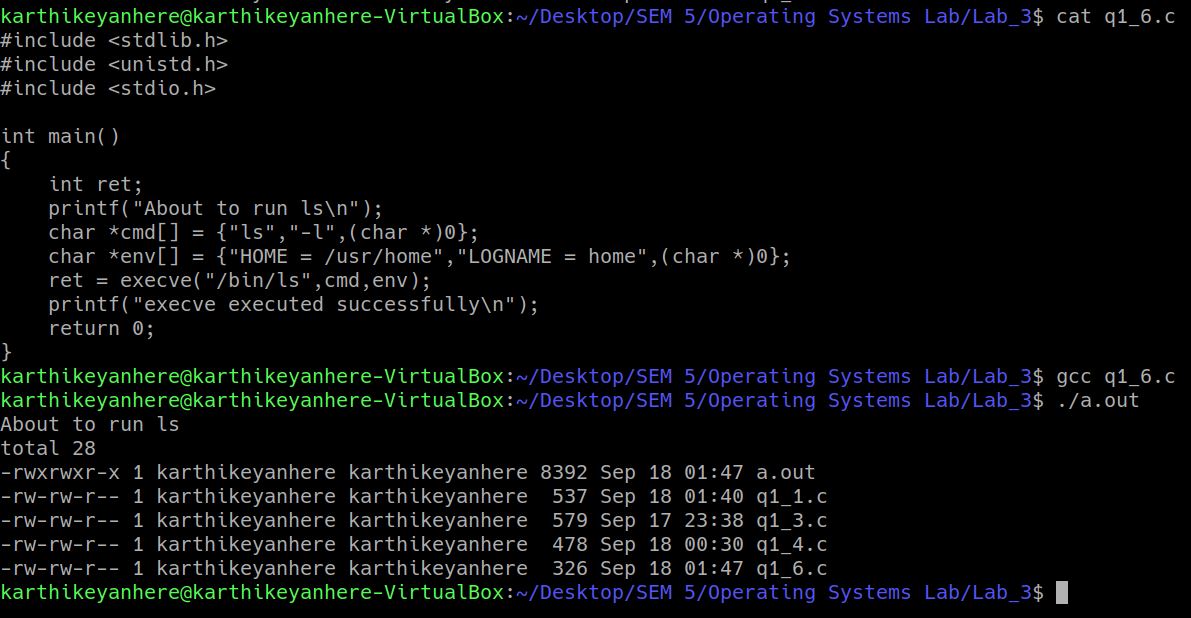 karthikeyanhere@karthikeyanhere-VirtualBox:~/Desktop/SEM 5/Operating Systems Lab/Lab_3$ cat q1_6.c
#include <stdlib.h>
#include <unistd.h>
#include <stdio.h>

int main()
{
    int ret;
    printf("About to run ls\n");
    char *cmd[] = {"ls","-l",(char *)0};
    char *env[] = {"HOME = /usr/home","LOGNAME = home",(char *)0};
    ret = execve("/bin/ls",cmd,env);
    printf("execve executed successfully\n");
    return 0;
}
karthikeyanhere@karthikeyanhere-VirtualBox:~/Desktop/SEM 5/Operating Systems Lab/Lab_3$ gcc q1_6.c
karthikeyanhere@karthikeyanhere-VirtualBox:~/Desktop/SEM 5/Operating Systems Lab/Lab_3$ ./a.out
About to run ls
total 28
-rwxrwxr-x 1 karthikeyanhere karthikeyanhere 8392 Sep 18 01:47 a.out
-rw-rw-r-- 1 karthikeyanhere karthikeyanhere  537 Sep 18 01:40 q1_1.c
-rw-rw-r-- 1 karthikeyanhere karthikeyanhere  579 Sep 17 23:38 q1_3.c
-rw-rw-r-- 1 karthikeyanhere karthikeyanhere  478 Sep 18 00:30 q1_4.c
-rw-rw-r-- 1 karthikeyanhere karthikeyanhere  326 Sep 18 01:47 q1_6.c
karthikeyanhere@karthikeyanhere-VirtualBox:~/Desktop/SEM 5/Operating Systems Lab/Lab_3$